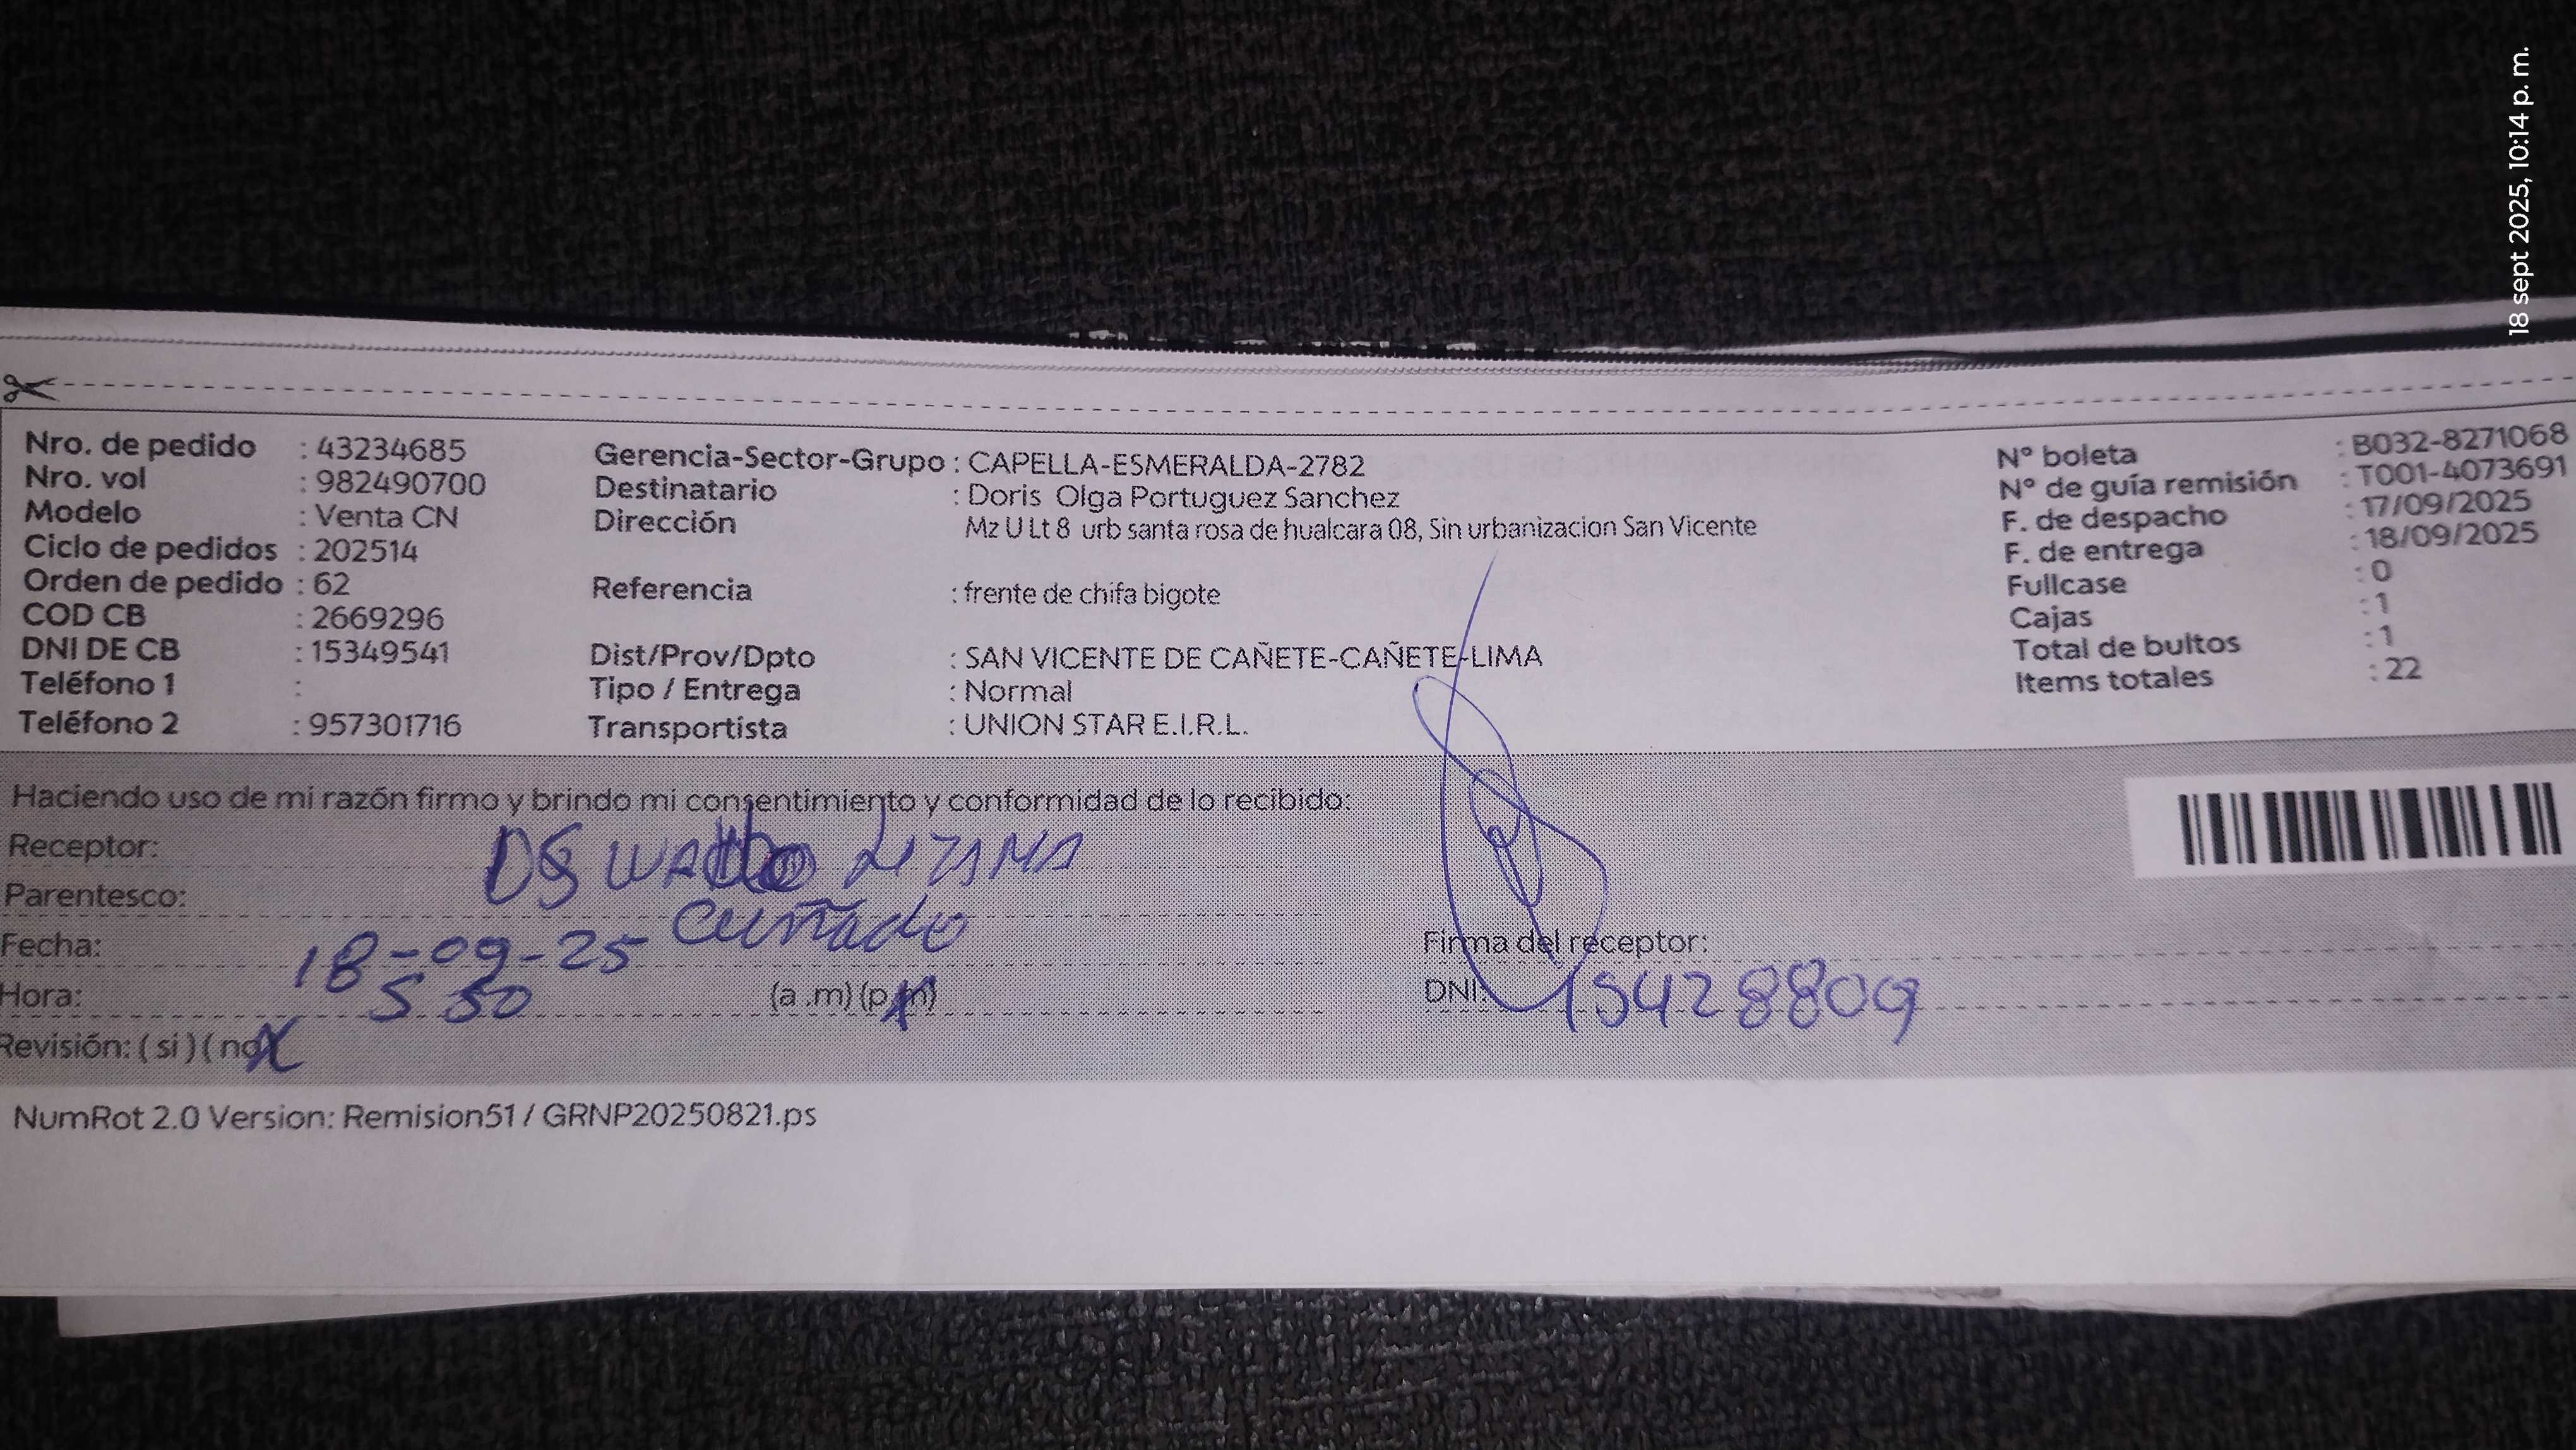 18 sept 2025, 10:14 p. m.
Nro. de pedido : 43234685
Nro. vol : 982490700
Modelo : Venta CN
Ciclo de pedidos : 202514
Orden de pedido : 62
COD CB : 2669296
DNI DE CB : 15349541
Teléfono 1 :
Teléfono 2 : 957301716
Gerencia-Sector-Grupo : CAPELLA-ESMERALDA-2782
Destinatario : Doris Olga Portuguez Sanchez
Dirección Mz U Lt 8 urb santa rosa de hualcara 08, Sin urbanizacion San Vicente
Referencia : frente de chifa bigote
Dist/Prov/Dpto : SAN VICENTE DE CAÑETE-CAÑETE-LIMA
Tipo / Entrega : Normal
Transportista : UNION STAR E.I.R.L.
N° boleta : B032-8271068
N° de guía remisión : T001-4073691
F. de despacho : 17/09/2025
F. de entrega : 18/09/2025
Fullcase : 0
Cajas : 1
Total de bultos : 1
Items totales : 22
Haciendo uso de mi razón firmo y brindo mi consentimiento y conformidad de lo recibido:
Receptor:
Parentesco: cuñado
Fecha: 18-09-25
Hora: 5 50 (a .m) (p.m)
Revisión: ( si ) ( no X
Firma del receptor:
DNI: 15428809
NumRot 2.0 Version: Remision51 / GRNP20250821.ps